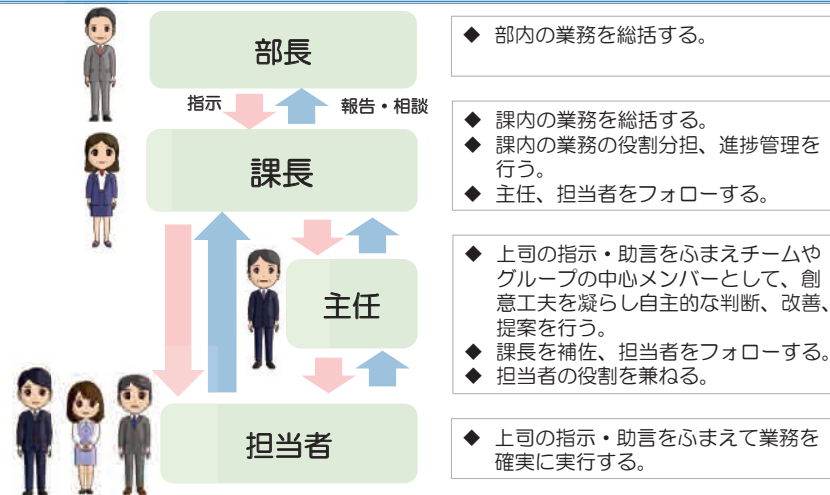 部長
◆ 部内の業務を総括する。
指示
報告・相談
課長
◆ 課内の業務を総括する。
◆ 課内の業務の役割分担、進捗管理を
行う。
◆ 主任、担当者をフォローする。
主任
◆ 上司の指示・助言をふまえチームや
グループの中心メンバーとして、創
意工夫を凝らし自主的な判断、改善、
提案を行う。
◆ 課長を補佐、担当者をフォローする。
◆ 担当者の役割を兼ねる。
担当者
◆ 上司の指示・助言をふまえて業務を
確実に実行する。